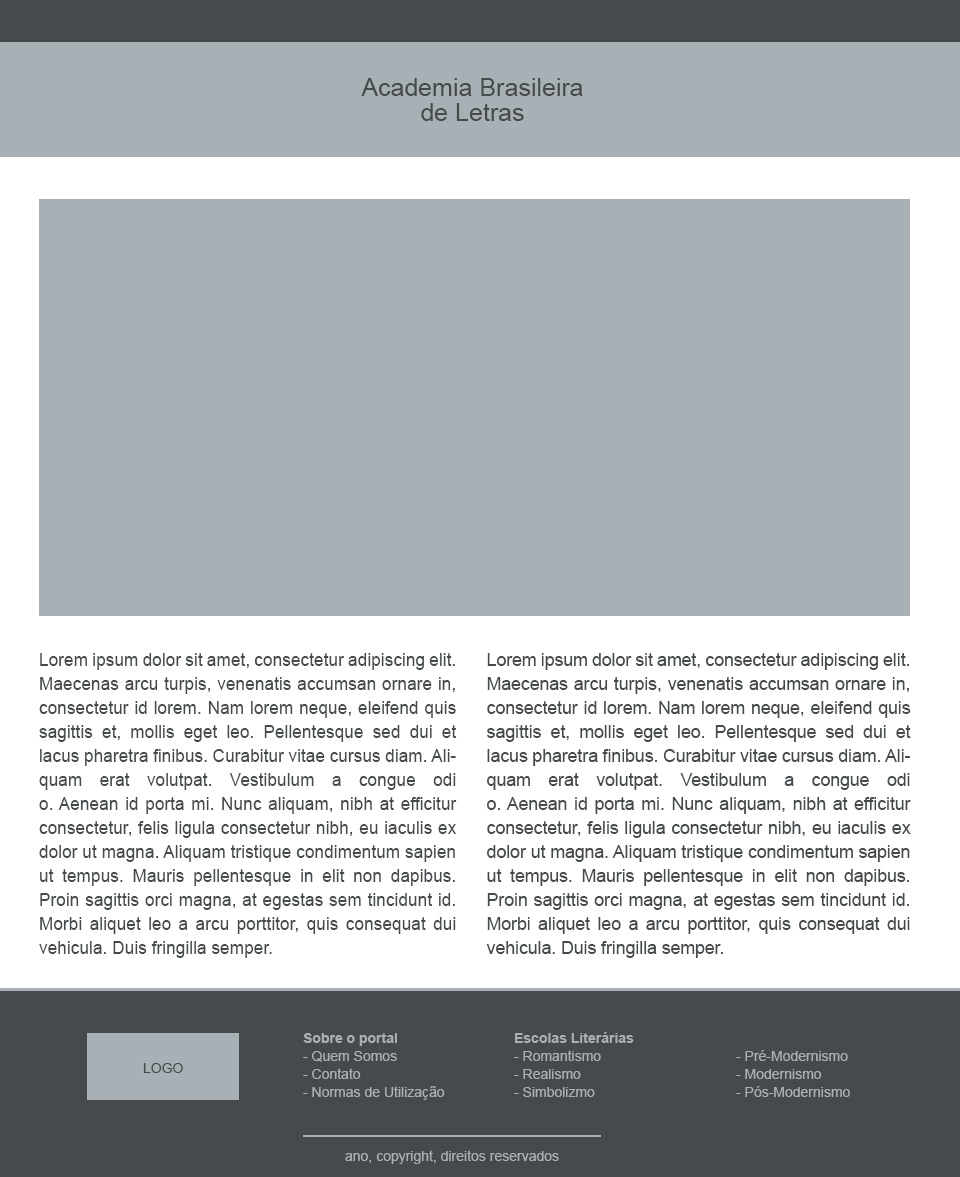 Academia Brasileira
de Letras
Lorem ipsum dolor sit amet, consectetur adipiscing elit.
Maecenas arcu turpis, venenatis accumsan ornare in,
consectetur id lorem. Nam lorem neque, eleifend quis
sagittis et, mollis eget leo. Pellentesque sed dui et
lacus pharetra finibus. Curabitur vitae cursus diam. Ali-
quam erat volutpat. Vestibulum a congue odi
o. Aenean id porta mi. Nunc aliquam, nibh at efficitur
consectetur, felis ligula consectetur nibh, eu iaculis ex
dolor ut magna. Aliquam tristique condimentum sapien
ut tempus. Mauris pellentesque in elit non dapibus.
Proin sagittis orci magna, at egestas sem tincidunt id.
Morbi aliquet leo a arcu porttitor, quis consequat dui
vehicula. Duis fringilla semper.
Lorem ipsum dolor sit amet, consectetur adipiscing elit.
Maecenas arcu turpis, venenatis accumsan ornare in,
consectetur id lorem. Nam lorem neque, eleifend quis
sagittis et, mollis eget leo. Pellentesque sed dui et
lacus pharetra finibus. Curabitur vitae cursus diam. Ali-
quam erat volutpat. Vestibulum a congue odi
o. Aenean id porta mi. Nunc aliquam, nibh at efficitur
consectetur, felis ligula consectetur nibh, eu iaculis ex
dolor ut magna. Aliquam tristique condimentum sapien
ut tempus. Mauris pellentesque in elit non dapibus.
Proin sagittis orci magna, at egestas sem tincidunt id.
Morbi aliquet leo a arcu porttitor, quis consequat dui
vehicula. Duis fringilla semper.
LOGO
Sobre o portal
- Quem Somos
- Contato
- Normas de Utilização
Escolas Literárias
- Romantismo
- Realismo
- Simbolizmo
- Pré-Modernismo
- Modernismo
- Pós-Modernismo
ano, copyright, direitos reservados